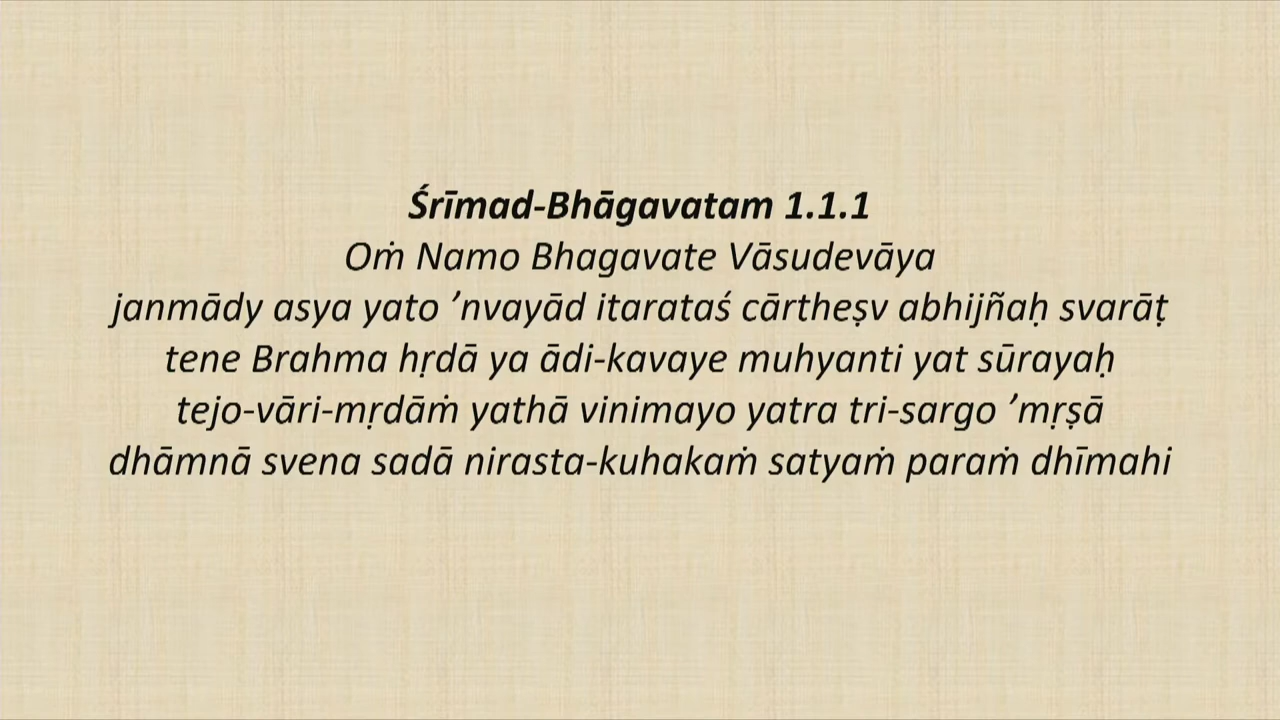 Śrīmad-Bhāgavatam 1.1.1
Oṁ Namo Bhagavate Vāsudevāya
janmādy asya yato ’nvayād itarataś cārtheṣv abhijñaḥ svarāṭ
tene Brahma hṛdā ya ādi-kavaye muhyanti yat sūrayaḥ
tejo-vāri-mṛdāṁ yathā vinimayo yatra tri-sargo ’mṛṣā
dhāmnā svena sadā nirasta-kuhakaṁ satyaṁ paraṁ dhīmahi